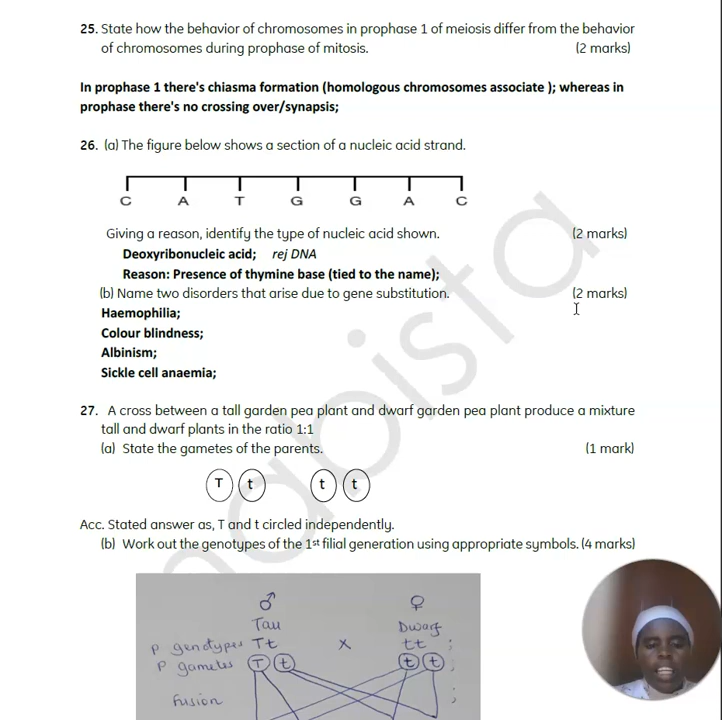 25. State how the behavior of chromosomes in prophase 1 of meiosis differ from the behavior
of chromosomes during prophase of mitosis. (2 marks)
In prophase 1 there's chiasma formation (homologous chromosomes associate ); whereas in
prophase there's no crossing over/synapsis;
26. (a) The figure below shows a section of a nucleic acid strand.
C A T G G A C
Giving a reason, identify the type of nucleic acid shown. (2 marks)
Deoxyribonucleic acid; rej DNA
Reason: Presence of thymine base (tied to the name);
(b) Name two disorders that arise due to gene substitution. (2 marks)
Haemophilia;
Colour blindness;
Albinism;
Sickle cell anaemia;
27. A cross between a tall garden pea plant and dwarf garden pea plant produce a mixture
tall and dwarf plants in the ratio 1:1
(a) State the gametes of the parents. (1 mark)
T t t t
Acc. Stated answer as, T and t circled independently.
(b) Work out the genotypes of the 1st filial generation using appropriate symbols. (4 marks)
♂ ♀
Tall Dwarf
P genotypes Tt X tt ;
P gametes T t t t ;
fusion ;